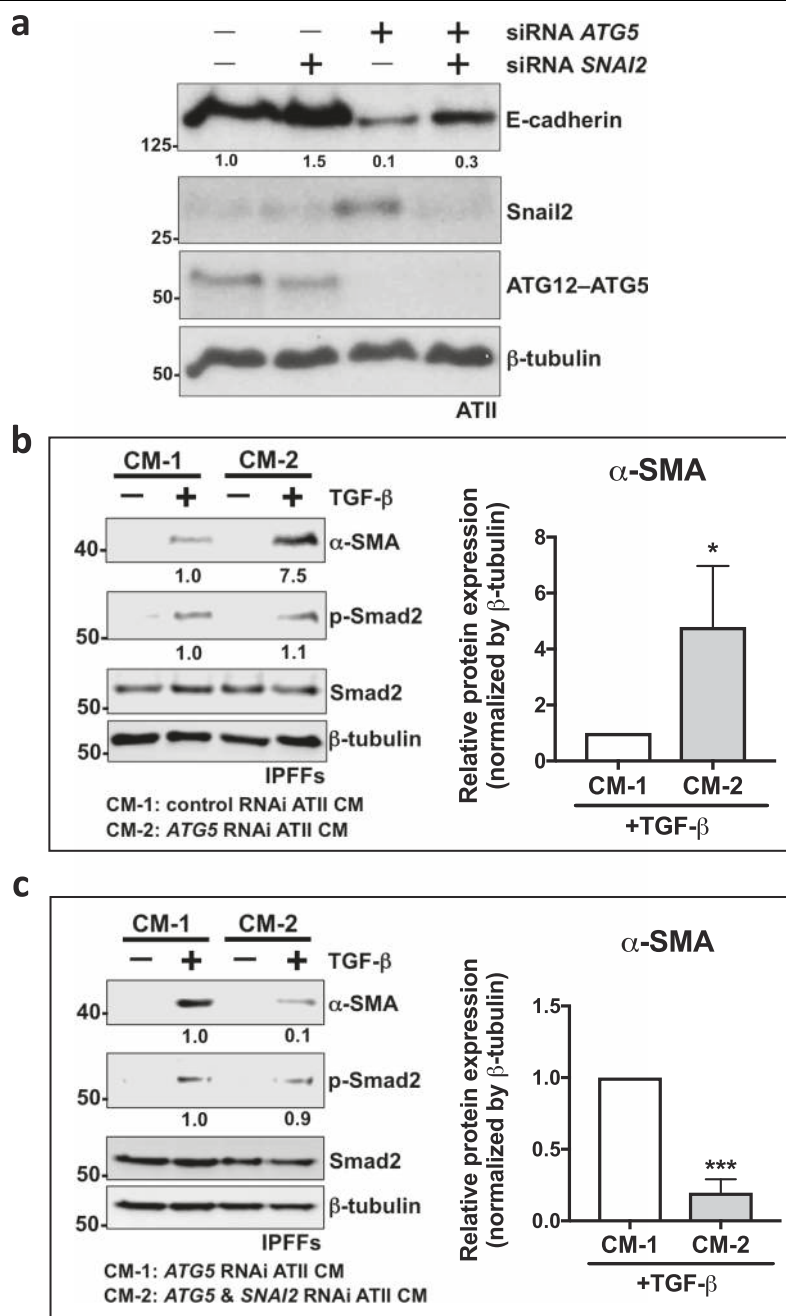 a
— — + + siRNA ATG5
— + — + siRNA SNAI2
E-cadherin
125-
1.0 1.5 0.1 0.3
Snail2
25-
ATG12–ATG5
50-
β-tubulin
50-
ATII
b
CM-1 CM-2
— + — + TGF-β
α-SMA
40-
1.0 7.5
p-Smad2
50-
1.0 1.1
Smad2
50-
β-tubulin
50-
IPFFs
CM-1: control RNAi ATII CM
CM-2: ATG5 RNAi ATII CM
α-SMA
Relative protein expression
(normalized by β-tubulin)
8
6
4
2
0
*
CM-1 CM-2
+TGF-β
c
CM-1 CM-2
— + — + TGF-β
α-SMA
40-
1.0 0.1
p-Smad2
50-
1.0 0.9
Smad2
50-
β-tubulin
50-
IPFFs
CM-1: ATG5 RNAi ATII CM
CM-2: ATG5 & SNAI2 RNAi ATII CM
α-SMA
Relative protein expression
(normalized by β-tubulin)
1.5
1.0
0.5
0.0
***
CM-1 CM-2
+TGF-β